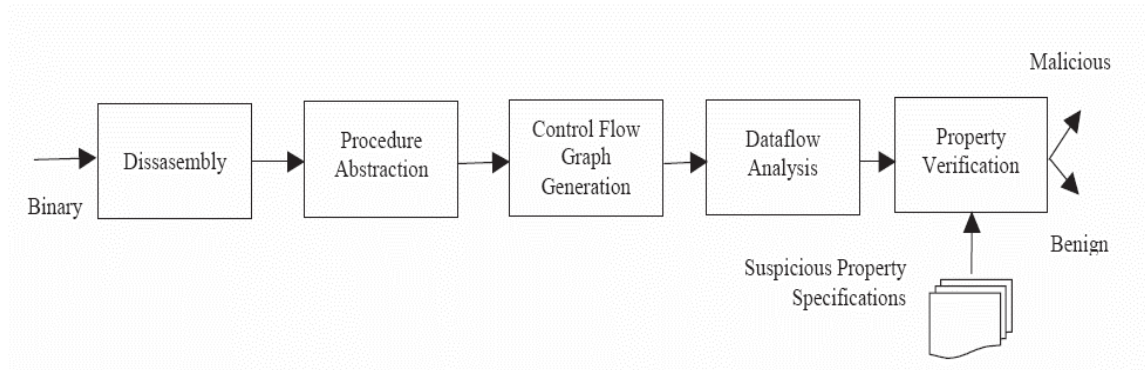 Binary
Dissasembly
Procedure
Abstraction
Control Flow
Graph
Generation
Dataflow
Analysis
Property
Verification
Malicious
Benign
Suspicious Property
Specifications